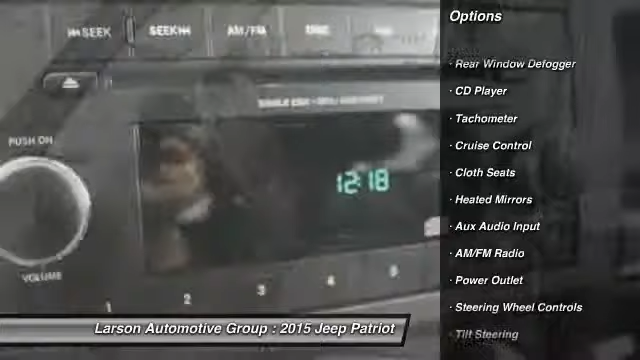 SEEK
SEEK
AM/FM
PUSH ON
12:18
VOLUME
1
2
3
4
5
Larson Automotive Group : 2015 Jeep Patriot
Options
· Rear Window Defogger
· CD Player
· Tachometer
· Cruise Control
· Cloth Seats
· Heated Mirrors
· Aux Audio Input
· AM/FM Radio
· Power Outlet
· Steering Wheel Controls
· Tilt Steering